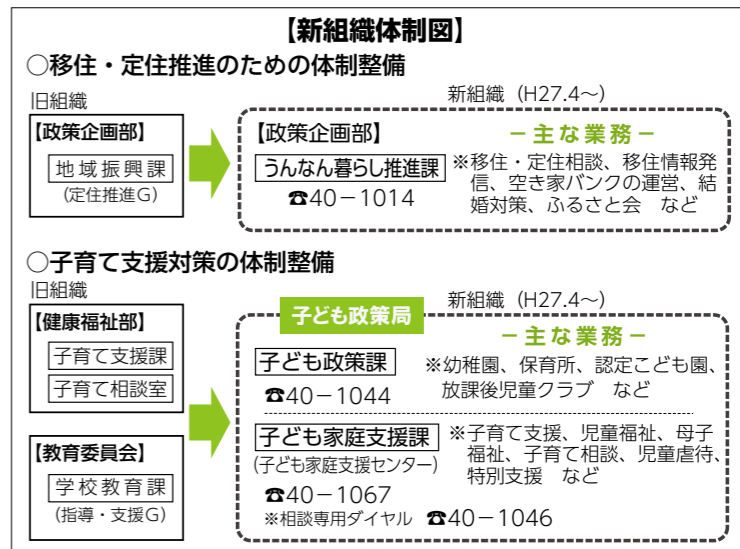 【新組織体制図】
○移住・定住推進のための体制整備
旧組織
【政策企画部】
地域振興課
(定住推進G)
新組織（H27.4～）
【政策企画部】
うんなん暮らし推進課
☎40－1014
－主な業務－
※移住・定住相談、移住情報発
信、空き家バンクの運営、結
婚対策、ふるさと会　など
○子育て支援対策の体制整備
旧組織
【健康福祉部】
子育て支援課
子育て相談室
【教育委員会】
学校教育課
(指導・支援G)
新組織（H27.4～）
子ども政策局
－主な業務－
子ども政策課
☎40－1044
※幼稚園、保育所、認定こども園、
放課後児童クラブ　など
子ども家庭支援課
(子ども家庭支援センター)
☎40－1067
※子育て支援、児童福祉、母子
福祉、子育て相談、児童虐待、
特別支援　など
※相談専用ダイヤル　☎40－1046